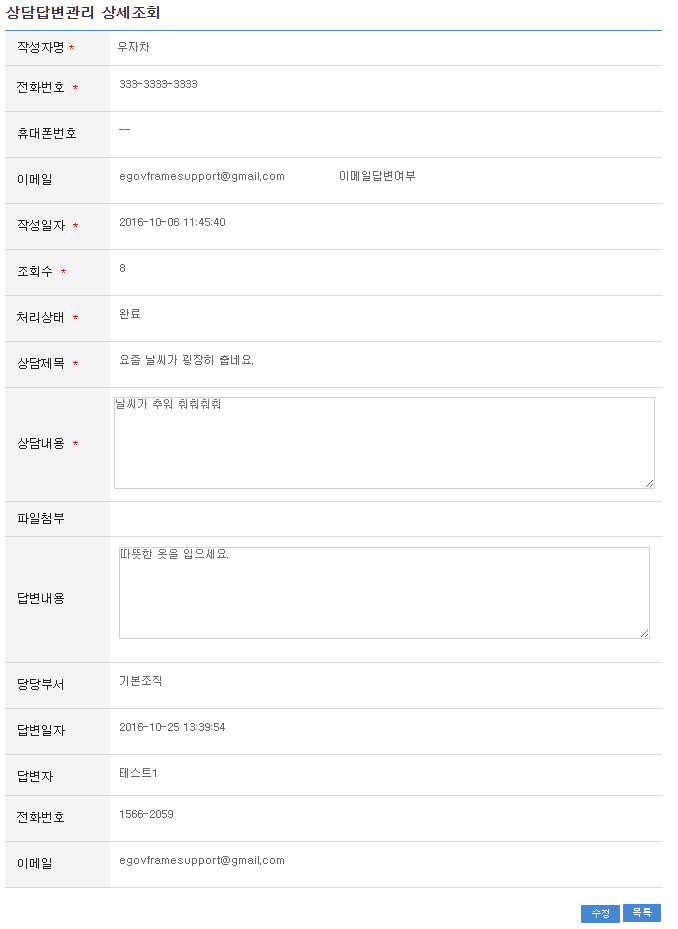 상담답변관리 상세조회
작성자명 * 우자차
전화번호 * 333-3333-3333
휴대폰번호 --
이메일 egovframesupport@gmail.com 이메일답변여부
작성일자 * 2016-10-06 11:45:40
조회수 * 8
처리상태 * 완료
상담제목 * 요즘 날씨가 굉장히 춥네요.
상담내용 * 날씨가 추워 춰춰춰춰
파일첨부
답변내용 따뜻한 옷을 입으세요.
당당부서 기본조직
답변일자 2016-10-25 13:39:54
답변자 테스트1
전화번호 1566-2059
이메일 egovframesupport@gmail.com
수정 목록